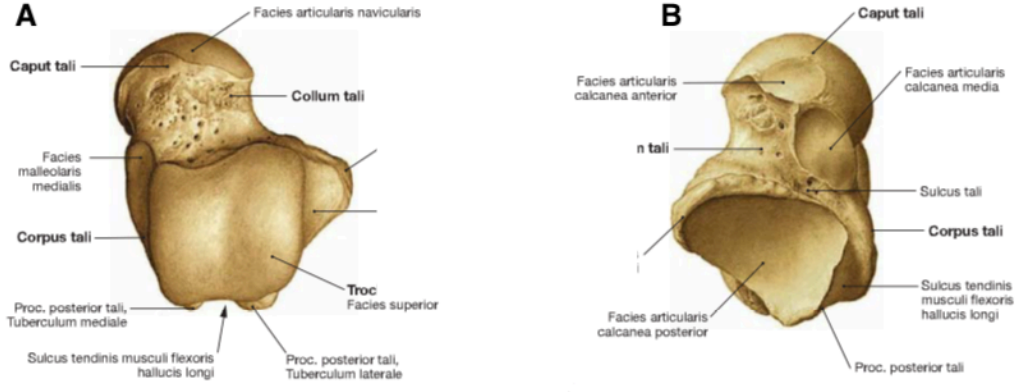 A
Facies articularis navicularis
Caput tali
Collum tali
Facies
malleolaris
medialis
Corpus tali
Troc
Facies superior
Proc. posterior tali,
Tuberculum mediale
Sulcus tendinis musculi flexoris
hallucis longi
Proc. posterior tali,
Tuberculum laterale
B
Caput tali
Facies articularis
calcanea anterior
Facies articularis
calcanea media
n tali
Sulcus tali
Corpus tali
Sulcus tendinis
musculi flexoris
hallucis longi
Facies articularis
calcanea posterior
Proc. posterior tali